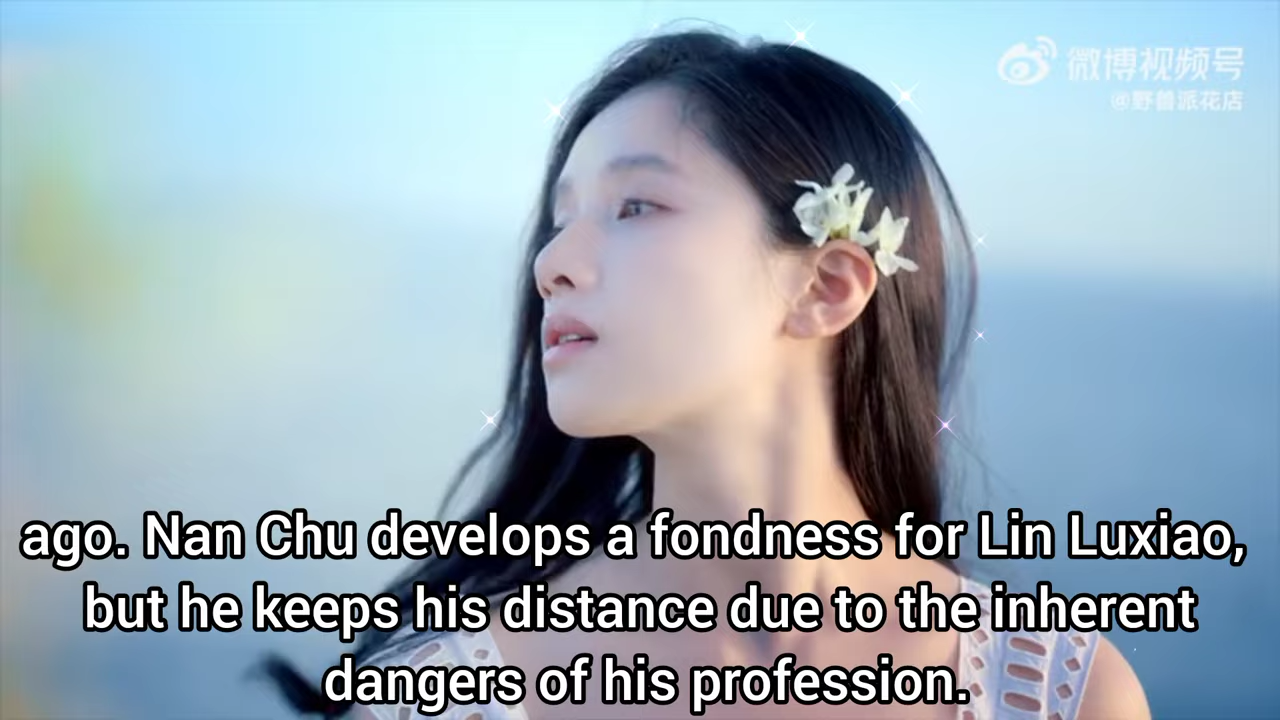 微博视频号
@野兽派花店
ago. Nan Chu develops a fondness for Lin Luxiao,
but he keeps his distance due to the inherent
dangers of his profession.